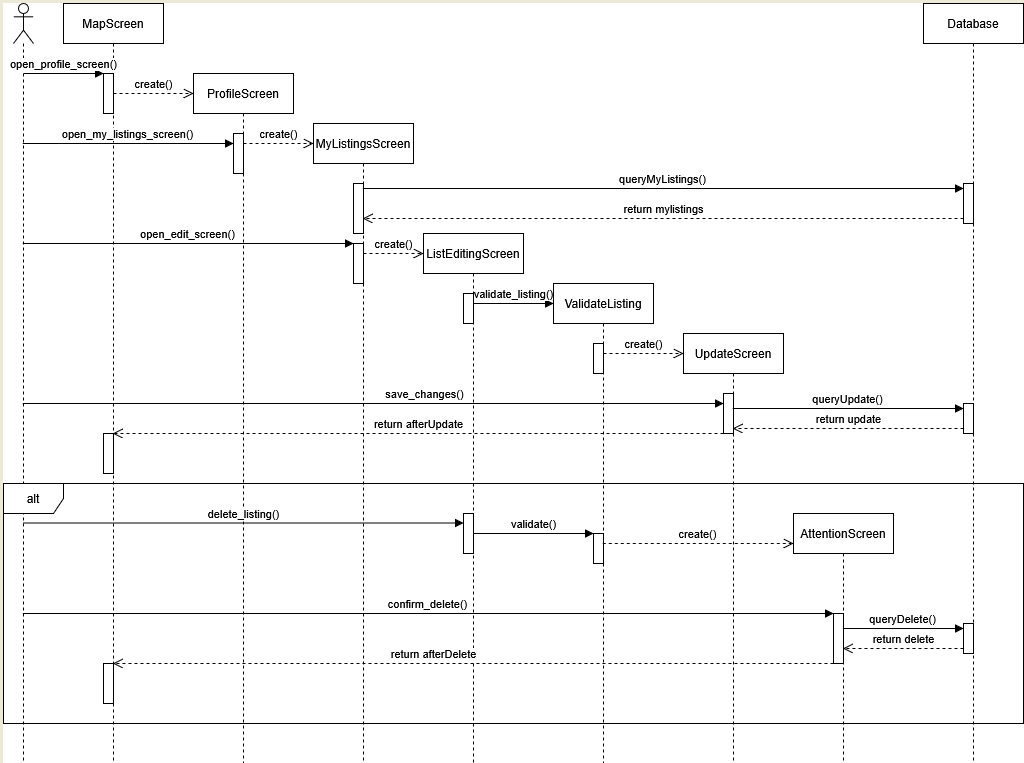 MapScreen
Database
open_profile_screen()
create()
ProfileScreen
open_my_listings_screen()
create()
MyListingsScreen
queryMyListings()
return mylistings
open_edit_screen()
create()
ListEditingScreen
validate_listing()
ValidateListing
create()
UpdateScreen
save_changes()
queryUpdate()
return update
return afterUpdate
alt
delete_listing()
validate()
create()
AttentionScreen
confirm_delete()
queryDelete()
return delete
return afterDelete